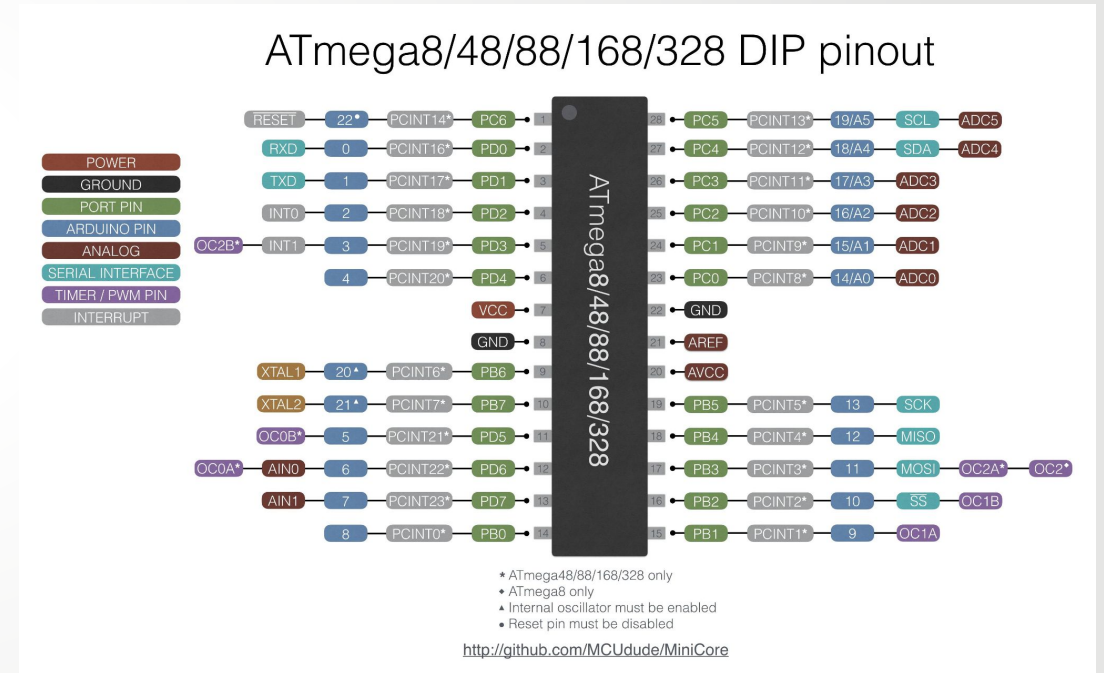 ATmega8/48/88/168/328 DIP pinout
POWER
GROUND
PORT PIN
ARDUINO PIN
ANALOG
SERIAL INTERFACE
TIMER / PWM PIN
INTERRUPT
RESET 22● PCINT14* PC6 1 28 PC5 PCINT13* 19/A5 SCL ADC5
RXD 0 PCINT16* PD0 2 27 PC4 PCINT12* 18/A4 SDA ADC4
TXD 1 PCINT17* PD1 3 26 PC3 PCINT11* 17/A3 ADC3
INT0 2 PCINT18* PD2 4 25 PC2 PCINT10* 16/A2 ADC2
OC2B* INT1 3 PCINT19* PD3 5 24 PC1 PCINT9* 15/A1 ADC1
4 PCINT20* PD4 6 23 PC0 PCINT8* 14/A0 ADC0
VCC 7 22 GND
GND 8 21 AREF
XTAL1 20▲ PCINT6* PB6 9 20 AVCC
XTAL2 21▲ PCINT7* PB7 10 19 PB5 PCINT5* 13 SCK
OC0B* 5 PCINT21* PD5 11 18 PB4 PCINT4* 12 MISO
OC0A* AIN0 6 PCINT22* PD6 12 17 PB3 PCINT3* 11 MOSI OC2A* OC2◆
AIN1 7 PCINT23* PD7 13 16 PB2 PCINT2* 10 SS OC1B
8 PCINT0* PB0 14 15 PB1 PCINT1* 9 OC1A
ATmega8/48/88/168/328
* ATmega48/88/168/328 only
◆ ATmega8 only
▲ Internal oscillator must be enabled
● Reset pin must be disabled
http://github.com/MCUdude/MiniCore